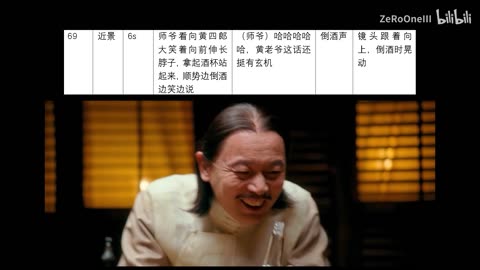 ZeRoOneIII bilibili
69 近景 6s 师爷看向黄四郎 （师爷）哈哈哈哈 倒酒声 镜头跟着向
大笑着向前伸长 哈，黄老爷这话还 上，倒酒时晃
脖子，拿起酒杯站 挺有玄机 动
起来，顺势边倒酒
边笑边说